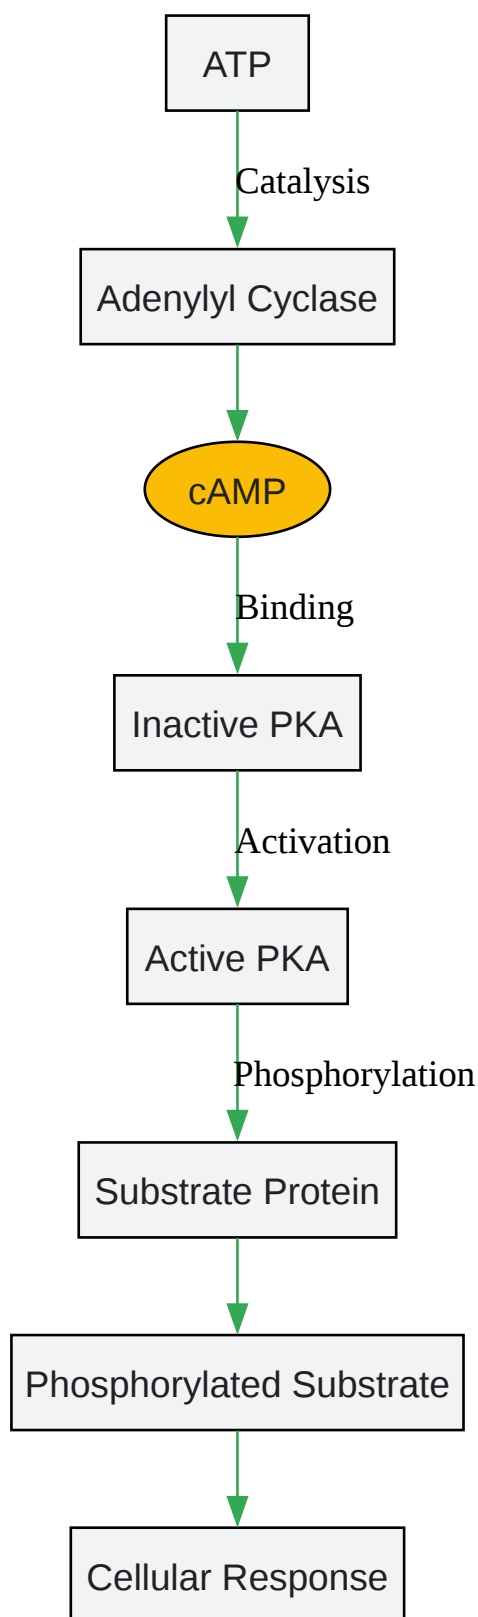 ATP
Catalysis
Adenylyl Cyclase
cAMP
Binding
Inactive PKA
Activation
Active PKA
Phosphorylation
Substrate Protein
Phosphorylated Substrate
Cellular Response